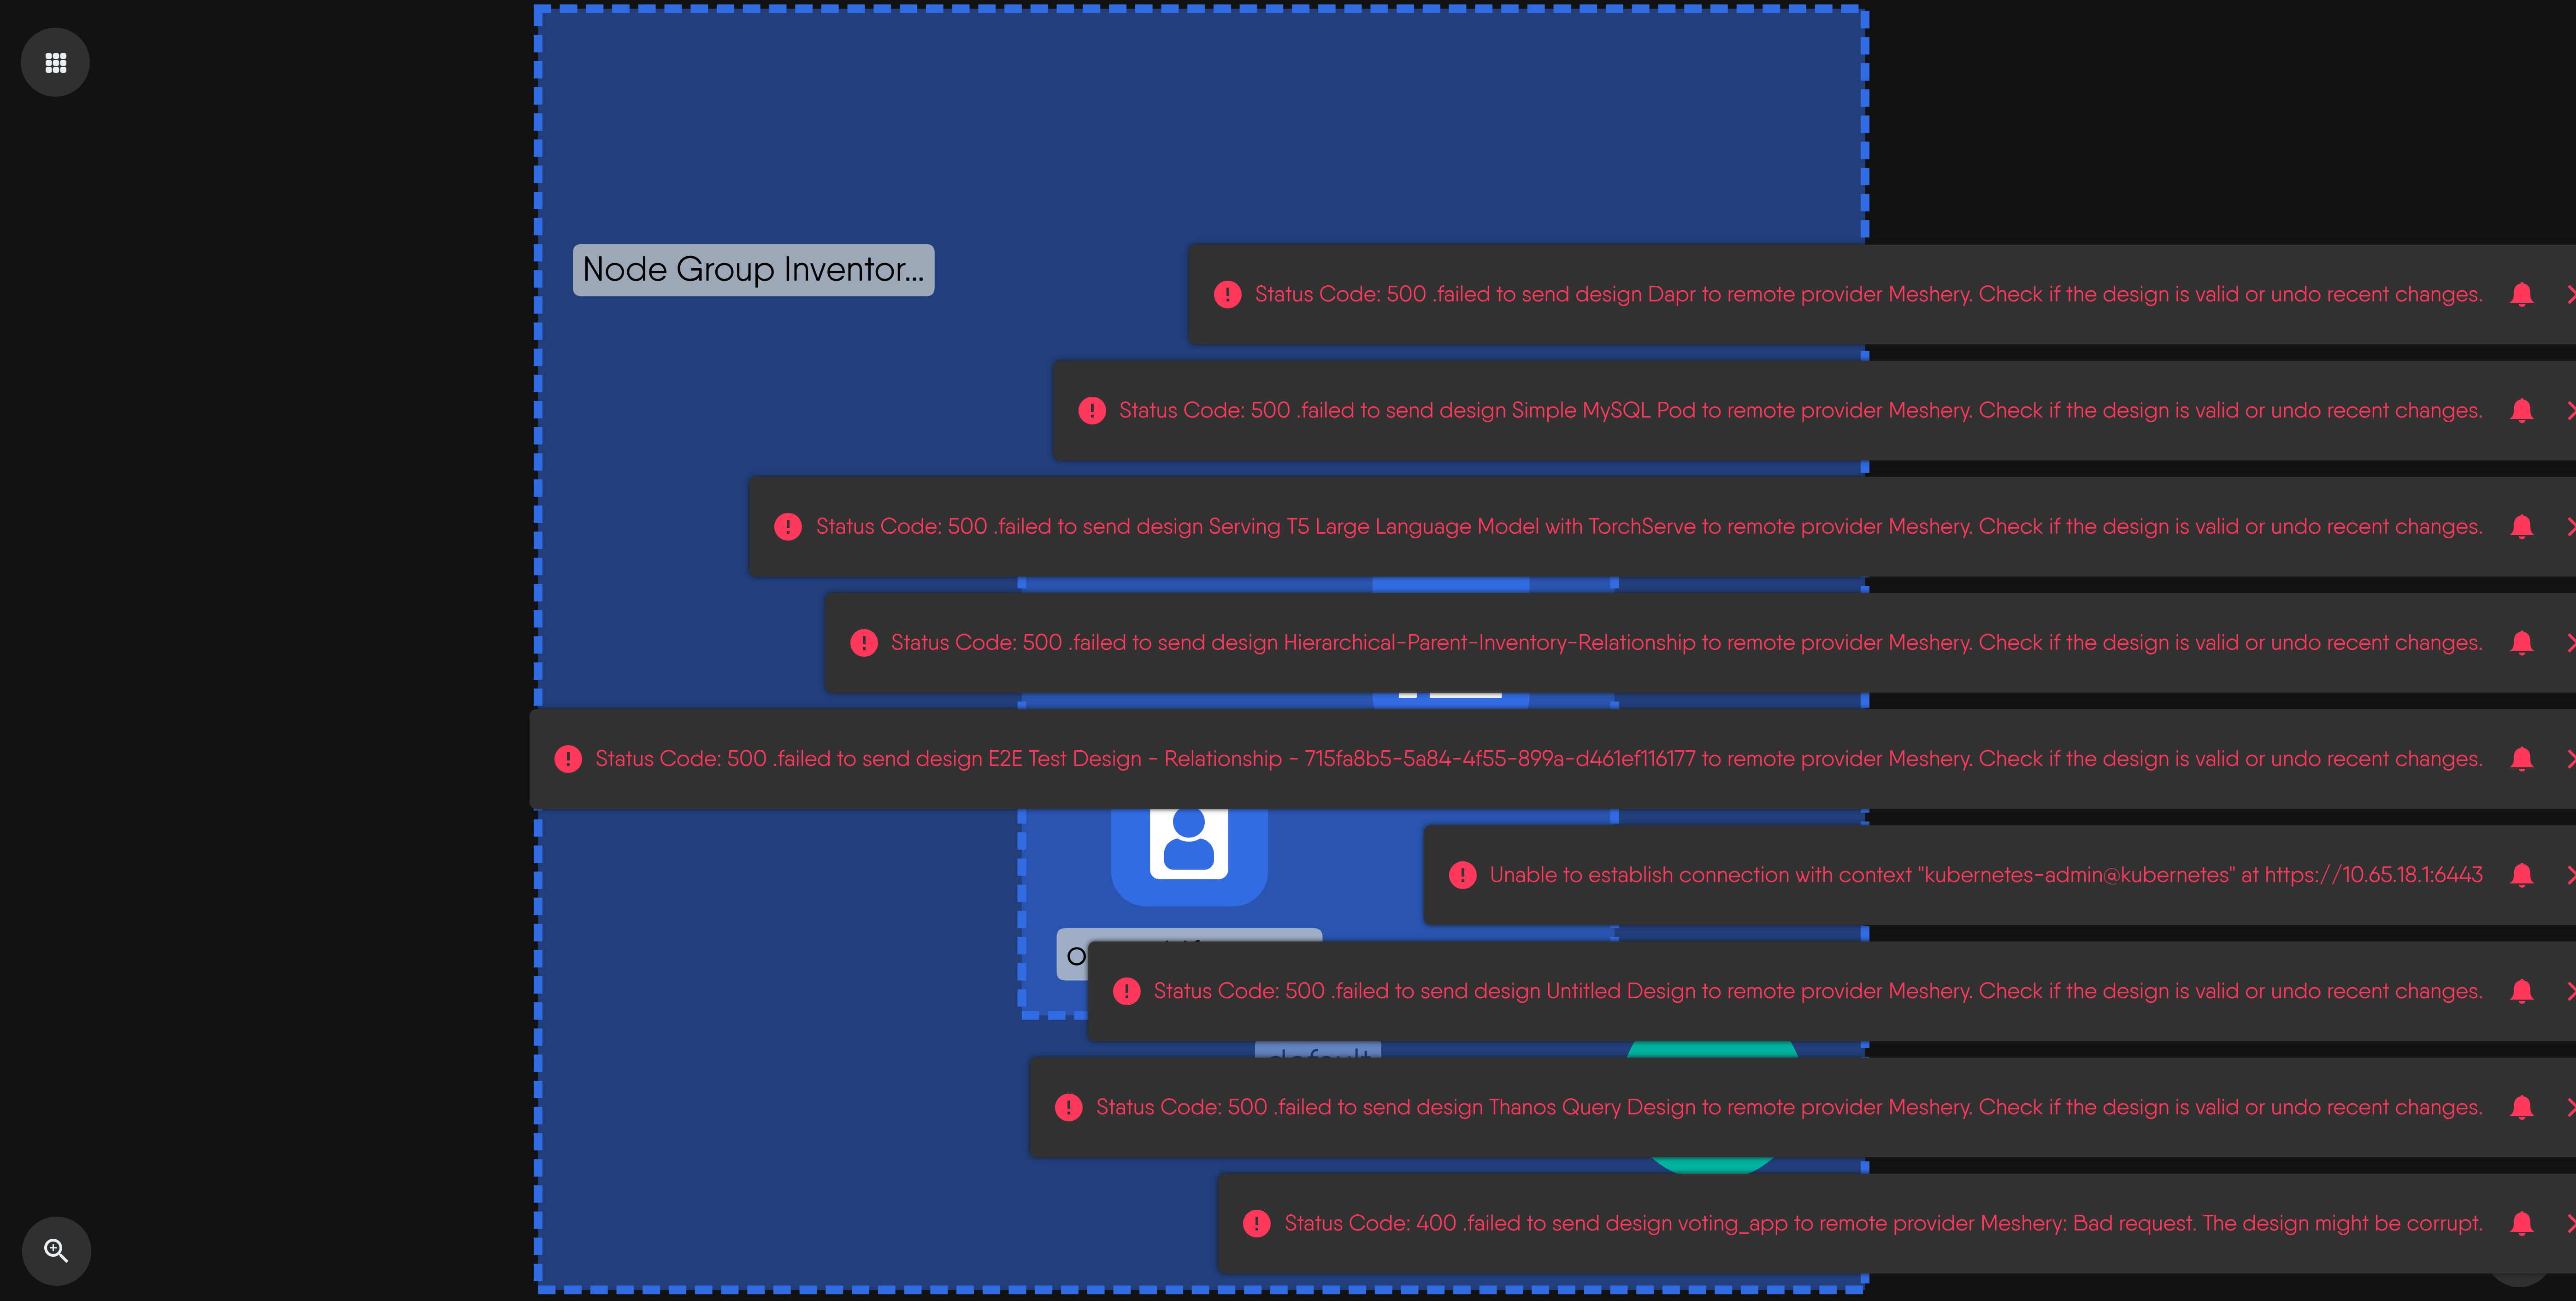 Node Group Inventor...
Status Code: 500 .failed to send design Dapr to remote provider Meshery. Check if the design is valid or undo recent changes.
Status Code: 500 .failed to send design Simple MySQL Pod to remote provider Meshery. Check if the design is valid or undo recent changes.
Status Code: 500 .failed to send design Serving T5 Large Language Model with TorchServe to remote provider Meshery. Check if the design is valid or undo recent changes.
Status Code: 500 .failed to send design Hierarchical-Parent-Inventory-Relationship to remote provider Meshery. Check if the design is valid or undo recent changes.
Status Code: 500 .failed to send design E2E Test Design - Relationship - 715fa8b5-5a84-4f55-899a-d461ef116177 to remote provider Meshery. Check if the design is valid or undo recent changes.
Unable to establish connection with context "kubernetes-admin@kubernetes" at https://10.65.18.1:6443
Status Code: 500 .failed to send design Untitled Design to remote provider Meshery. Check if the design is valid or undo recent changes.
default
Status Code: 500 .failed to send design Thanos Query Design to remote provider Meshery. Check if the design is valid or undo recent changes.
Status Code: 400 .failed to send design voting_app to remote provider Meshery: Bad request. The design might be corrupt.